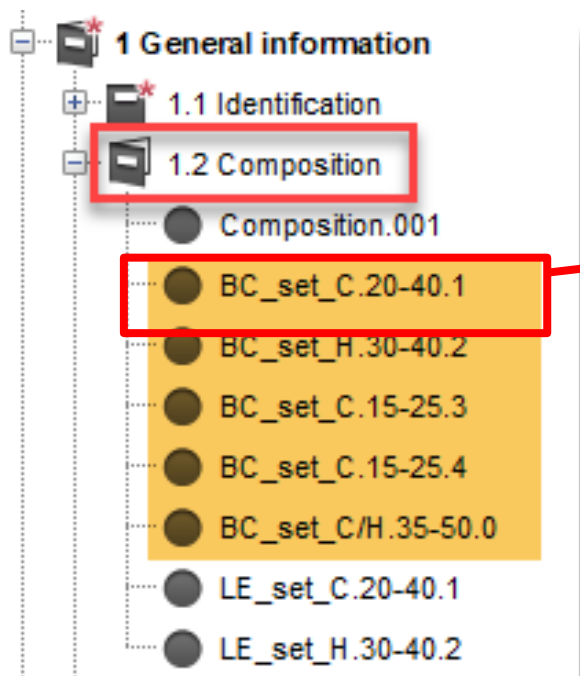 1 General information
1.1 Identification
1.2 Composition
Composition.001
BC_set_C.20-40.1
BC_set_H.30-40.2
BC_set_C.15-25.3
BC_set_C.15-25.4
BC_set_C/H.35-50.0
LE_set_C.20-40.1
LE_set_H.30-40.2